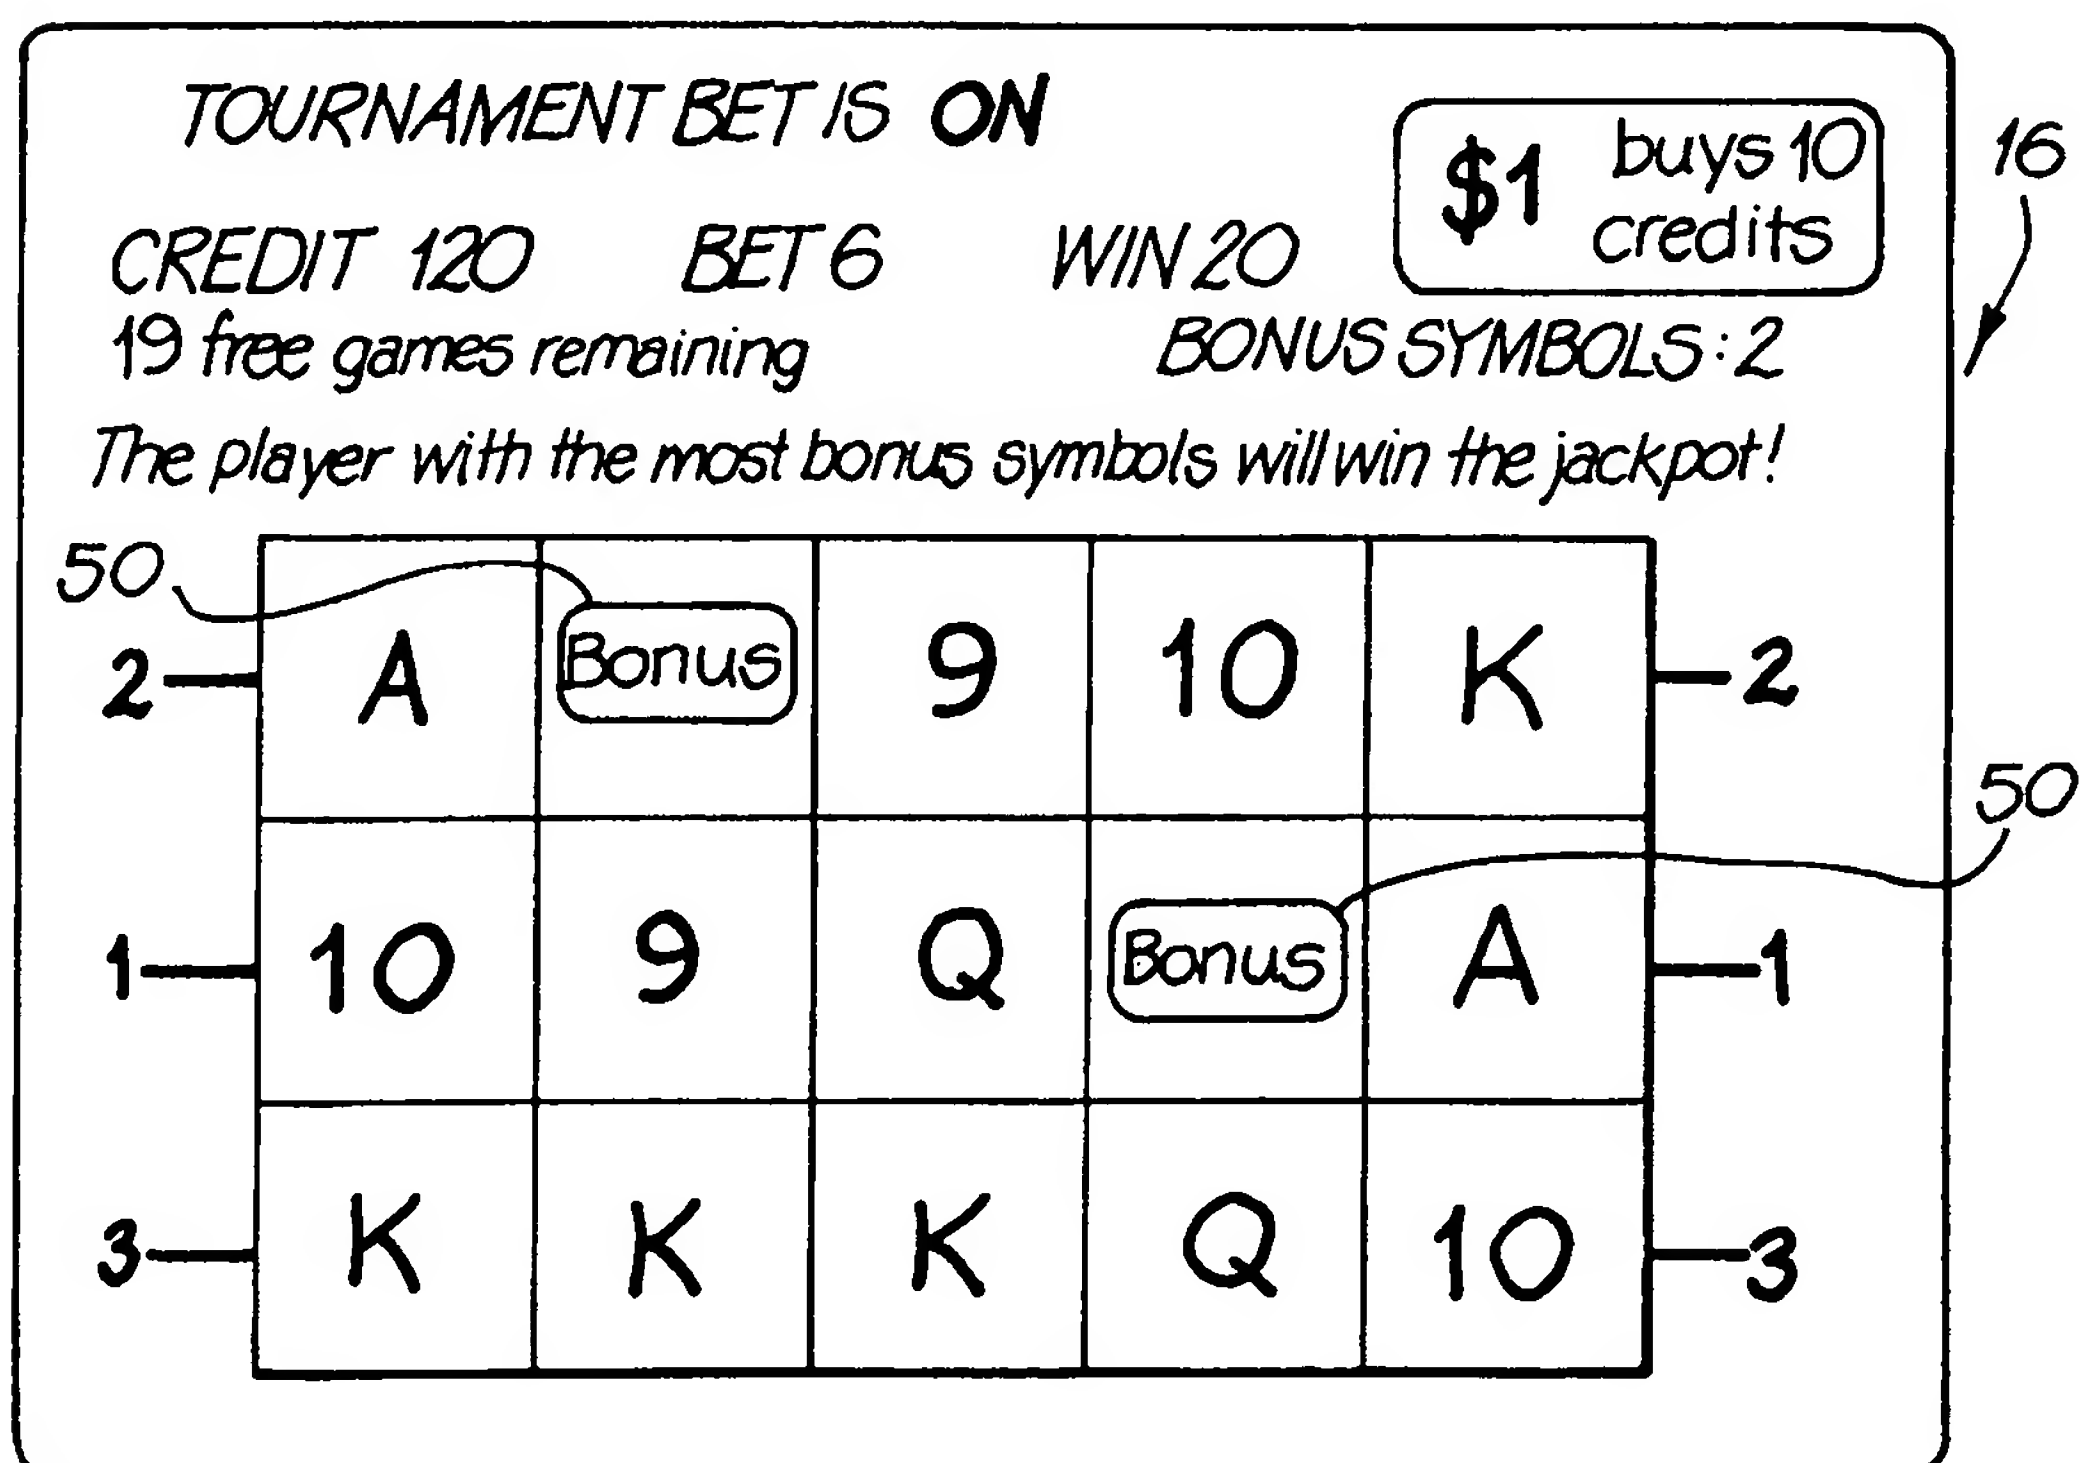 TOURNAMENT BET IS ON
$1 buys 10 credits
16
CREDIT 120 BET 6 WIN 20
19 free games remaining BONUS SYMBOLS: 2
The player with the most bonus symbols will win the jackpot!
50
2 A Bonus 9 10 K 2
50
1 10 9 Q Bonus A 1
3 K K K Q 10 3